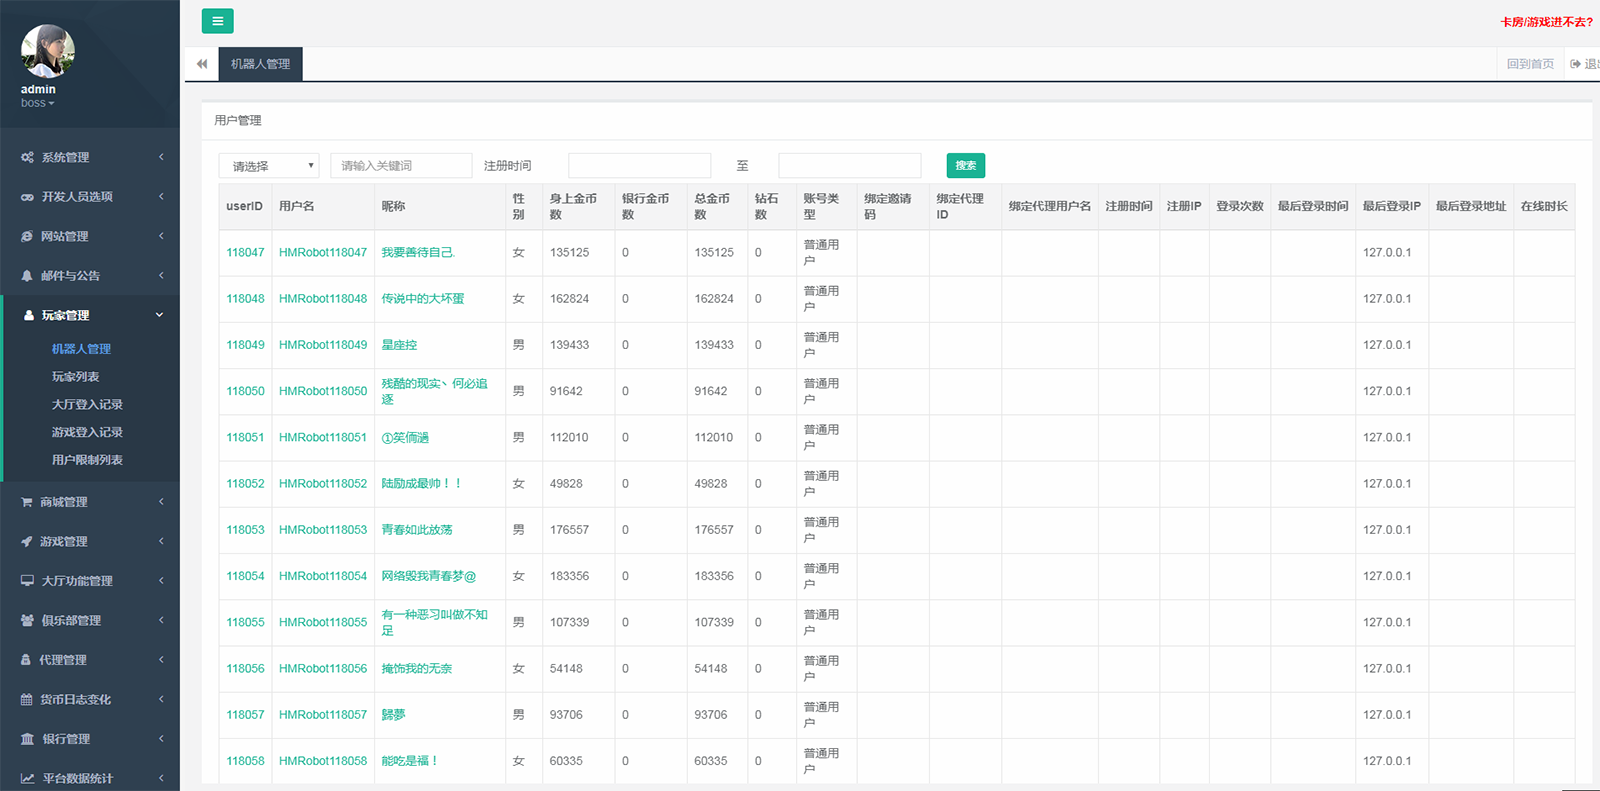 卡房/游戏进不去?
admin
boss
机器人管理
回到首页
用户管理
请选择
请输入关键词
注册时间
至
搜索
系统管理
开发人员选项
网站管理
邮件与公告
玩家管理
机器人管理
玩家列表
大厅登入记录
游戏登入记录
用户限制列表
商城管理
游戏管理
大厅功能管理
俱乐部管理
代理管理
货币日志变化
银行管理
平台数据统计
userID 用户名 昵称 性别 身上金币数 银行金币数 总金币数 钻石数 账号类型 绑定邀请码 绑定代理ID 绑定代理用户名 注册时间 注册IP 登录次数 最后登录时间 最后登录IP 最后登录地址 在线时长
118047 HMRobot118047 我要善待自己. 女 135125 0 135125 0 普通用户 127.0.0.1
118048 HMRobot118048 传说中的大坏蛋 女 162824 0 162824 0 普通用户 127.0.0.1
118049 HMRobot118049 星座控 男 139433 0 139433 0 普通用户 127.0.0.1
118050 HMRobot118050 残酷的现实丶何必追逐 男 91642 0 91642 0 普通用户 127.0.0.1
118051 HMRobot118051 ①笑俩 男 112010 0 112010 0 普通用户 127.0.0.1
118052 HMRobot118052 陆励成最帅！！ 女 49828 0 49828 0 普通用户 127.0.0.1
118053 HMRobot118053 青春如此放荡 男 176557 0 176557 0 普通用户 127.0.0.1
118054 HMRobot118054 网络毁我青春梦@ 女 183356 0 183356 0 普通用户 127.0.0.1
118055 HMRobot118055 有一种恶习叫做不知足 男 107339 0 107339 0 普通用户 127.0.0.1
118056 HMRobot118056 掩饰我的无奈 女 54148 0 54148 0 普通用户 127.0.0.1
118057 HMRobot118057 歸夢 男 93706 0 93706 0 普通用户 127.0.0.1
118058 HMRobot118058 能吃是福！ 女 60335 0 60335 0 普通用户 127.0.0.1